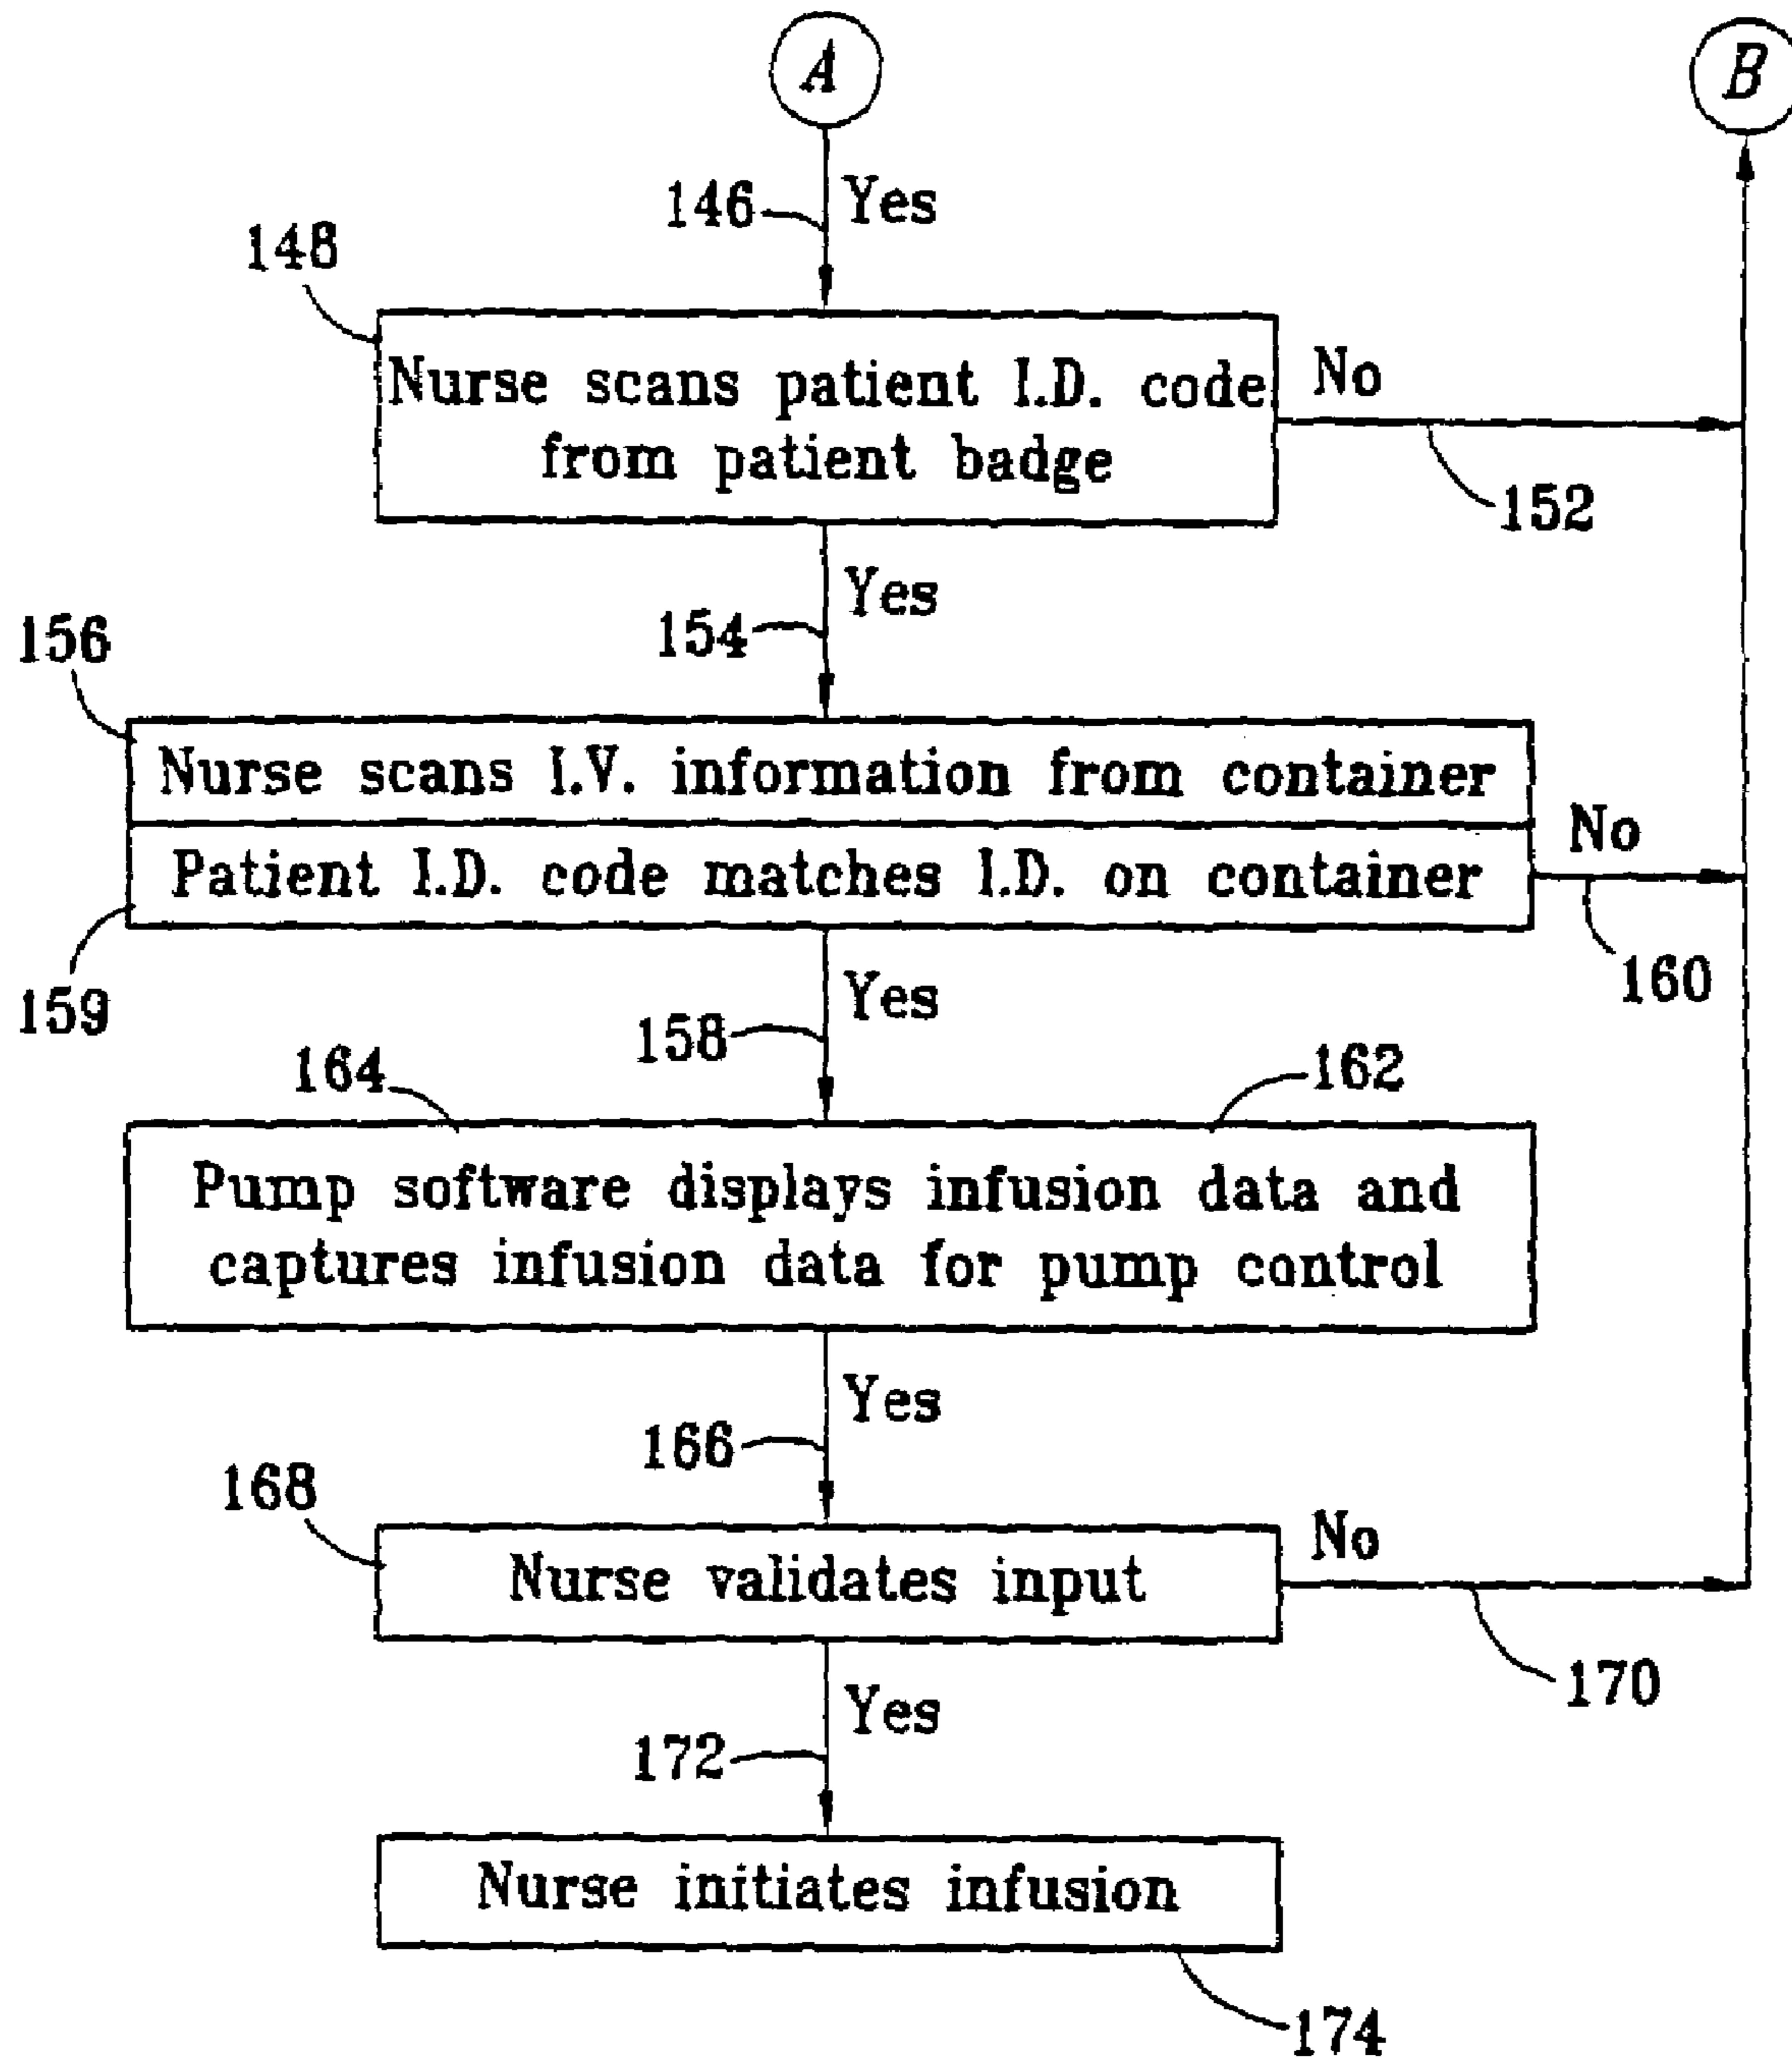 A
B
146
Yes
148
Nurse scans patient I.D. code
from patient badge
No
152
Yes
154
156
Nurse scans I.V. information from container
Patient I.D. code matches I.D. on container
No
159
160
Yes
158
164
162
Pump software displays infusion data and
captures infusion data for pump control
Yes
166
168
Nurse validates input
No
170
Yes
172
Nurse initiates infusion
174